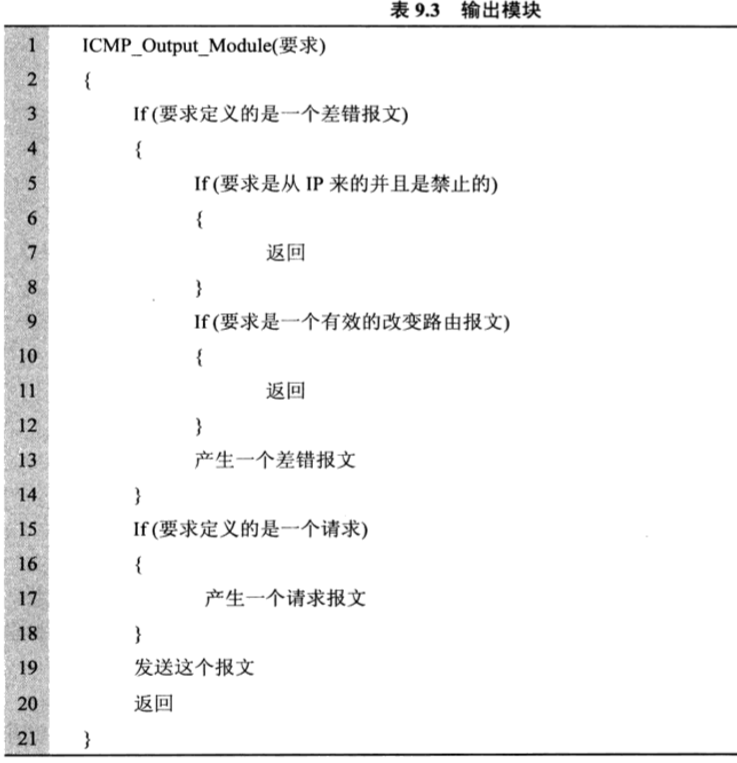 表 9.3 输出模块
1 ICMP_Output_Module(要求)
2 {
3 If (要求定义的是一个差错报文)
4 {
5 If (要求是从 IP 来的并且是禁止的)
6 {
7 返回
8 }
9 If (要求是一个有效的改变路由报文)
10 {
11 返回
12 }
13 产生一个差错报文
14 }
15 If (要求定义的是一个请求)
16 {
17 产生一个请求报文
18 }
19 发送这个报文
20 返回
21 }